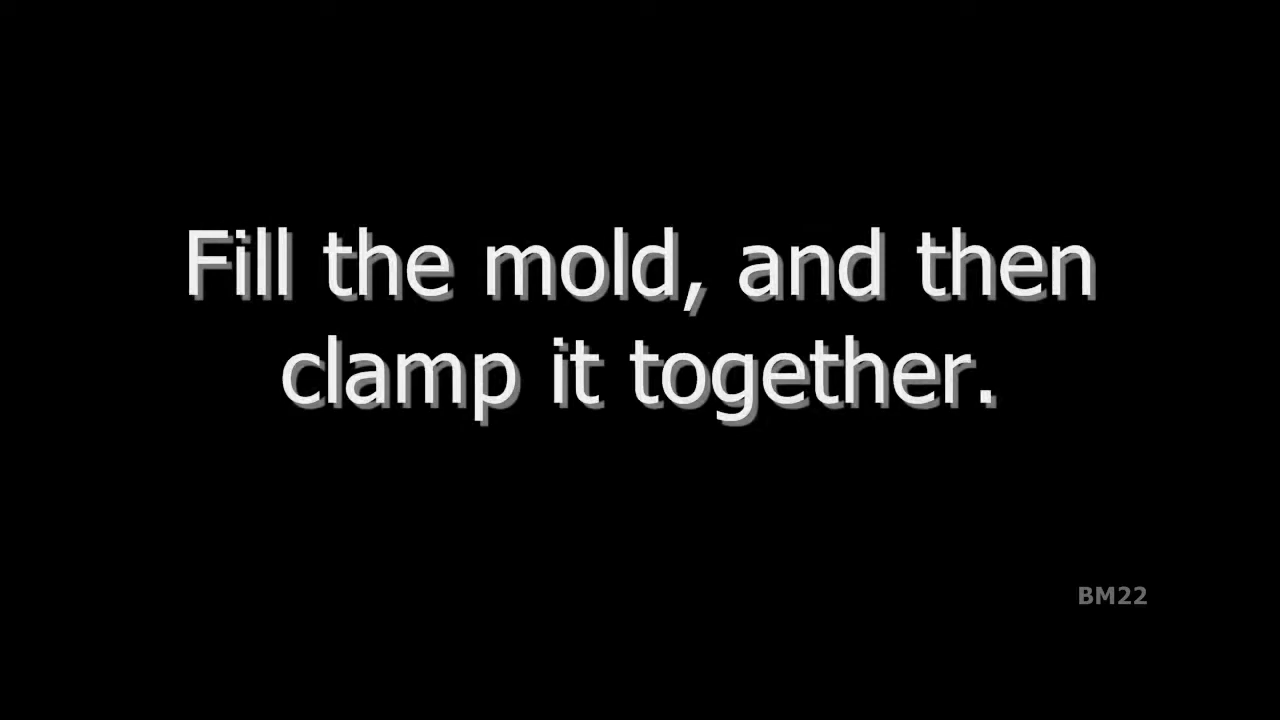 Fill the mold, and then
clamp it together.
BM22